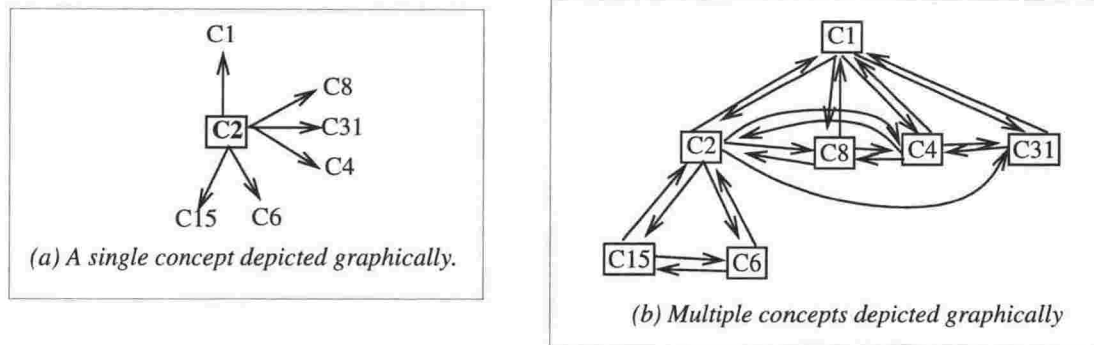 C1
C8
C2
C31
C4
C15
C6
(a) A single concept depicted graphically.
C1
C2
C8
C4
C31
C15
C6
(b) Multiple concepts depicted graphically